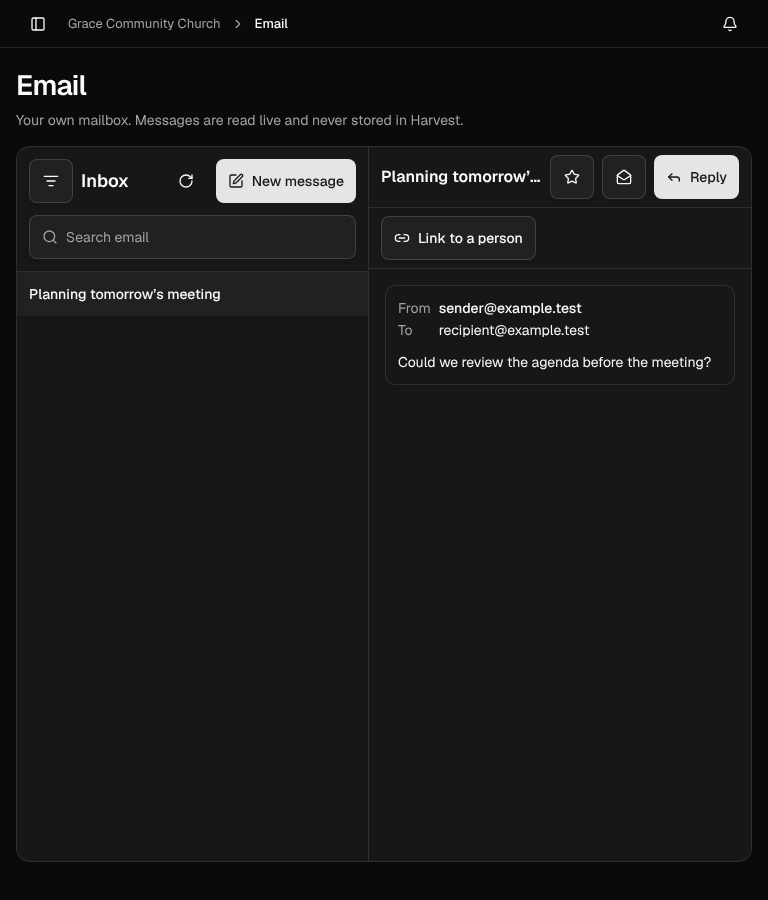 Grace Community Church > Email
Email
Your own mailbox. Messages are read live and never stored in Harvest.
Inbox
New message
Search email
Planning tomorrow’s meeting
Planning tomorrow’...
Reply
Link to a person
From sender@example.test
To recipient@example.test
Could we review the agenda before the meeting?